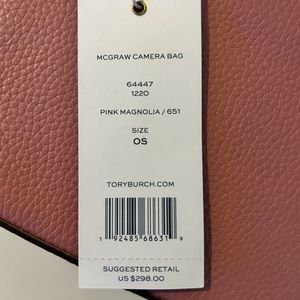 MCGRAW CAMERA BAG
64447
1220
PINK MAGNOLIA / 651
SIZE
OS
TORYBURCH.COM
1 92485 68631 9
SUGGESTED RETAIL
US $298.00